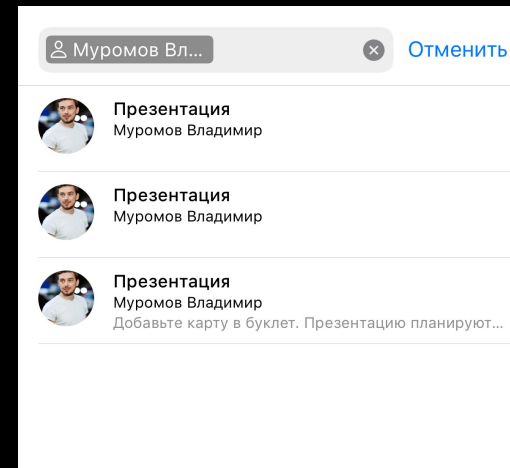 Муромов Вл...
Отменить
Презентация
Муромов Владимир
Презентация
Муромов Владимир
Презентация
Муромов Владимир
Добавьте карту в буклет. Презентацию планируют...